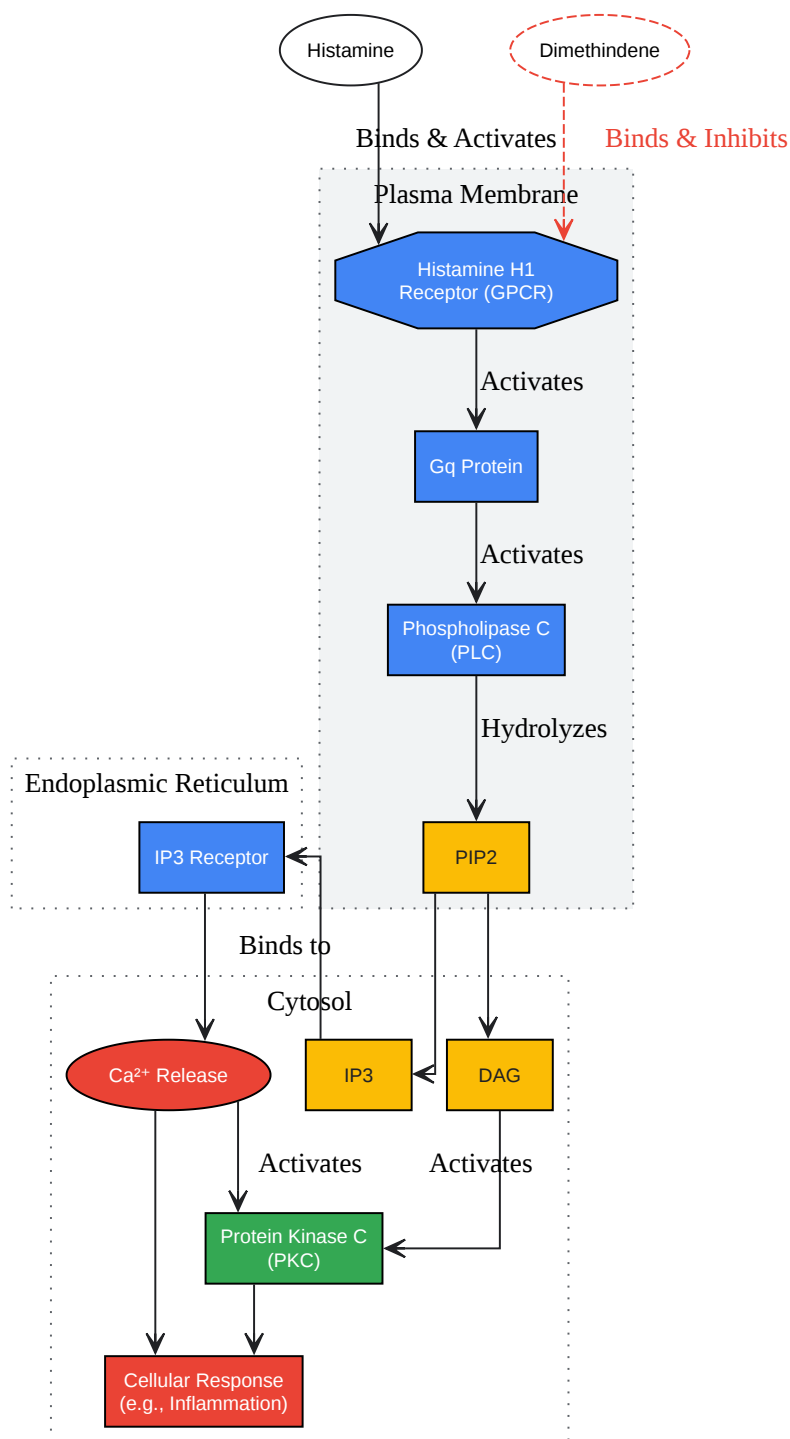 Histamine
Dimethindene
Binds & Activates
Binds & Inhibits
Plasma Membrane
Histamine H1
Receptor (GPCR)
Activates
Gq Protein
Activates
Phospholipase C
(PLC)
Hydrolyzes
Endoplasmic Reticulum
IP3 Receptor
PIP2
Binds to
Cytosol
Ca²⁺ Release
IP3
DAG
Activates
Activates
Protein Kinase C
(PKC)
Cellular Response
(e.g., Inflammation)